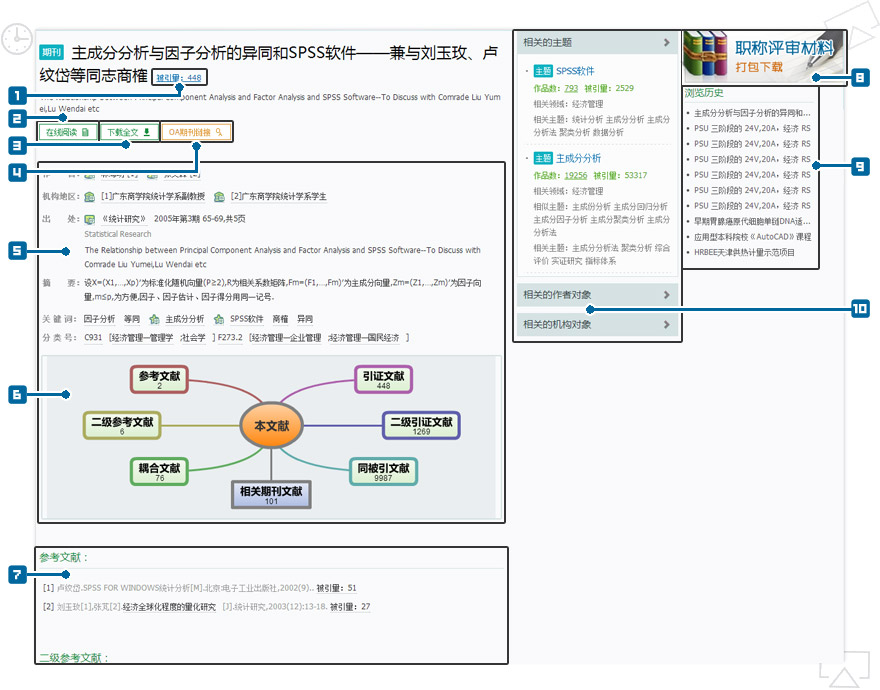 期刊 主成分分析与因子分析的异同和SPSS软件——兼与刘玉玫、卢
纹岱等同志商榷 被引量：448
The Relationship between Principal Component Analysis and Factor Analysis and SPSS Software--To Discuss with Comrade Liu Yum
ei,Lu Wendai etc
在线阅读 下载全文 OA期刊链接
机构地区： [1]广东商学院统计学系副教授 [2]广东商学院统计学系学生
出 处： 《统计研究》 2005年第3期 65-69,共5页
Statistical Research
The Relationship between Principal Component Analysis and Factor Analysis and SPSS Software--To Discuss with
Comrade Liu Yumei,Lu Wendai etc
摘 要： 设X=(X1,…,Xp)′为标准化随机向量(P≥2),R为相关系数矩阵,Fm=(F1,…,Fm)′为主成分向量,Zm=(Z1,…,Zm)′为因子向
量,m≤p,为方便,因子、因子估计、因子得分用同一记号.
关 键 词： 因子分析 等同 主成分分析 SPSS软件 商榷 异同
分 类 号： C931 [经济管理—管理学 ;社会学 ] F273.2 [经济管理—企业管理 ;经济管理—国民经济 ]
参考文献
2
引证文献
448
二级参考文献
6
本文献
二级引证文献
1269
耦合文献
76
同被引文献
9987
相关期刊文献
101
参考文献：
[1] 卢纹岱.SPSS FOR WINDOWS统计分析[M].北京:电子工业出版社,2002(9).. 被引量：51
[2] 刘玉玫[1],张芃[2].经济全球化程度的量化研究 [J].统计研究,2003(12):13-18. 被引量：27
二级参考文献：
相关的主题
· 主题 SPSS软件
作品数：793 被引量：2529
相关领域：经济管理
相关主题：统计分析 主成分分析 主成分
分析法 聚类分析 数据分析
· 主题 主成分分析
作品数：19256 被引量：53317
相关领域：经济管理
相似主题：主成份分析 主成分回归分析
主成分因子分析 主成分聚类分析 主成分
分析法
相关主题：主成分分析法 聚类分析 综合
评价 实证研究 指标体系
相关的作者对象
相关的机构对象
职称评审材料
打包下载
浏览历史
• 主成分分析与因子分析的异同和...
• PSU 三阶段的 24V,20A，经济 RS
• PSU 三阶段的 24V,20A，经济 RS
• PSU 三阶段的 24V,20A，经济 RS
• PSU 三阶段的 24V,20A，经济 RS
• PSU 三阶段的 24V,20A，经济 RS
• PSU 三阶段的 24V,20A，经济 RS
• 早期胃腺癌原代细胞单链DNA适...
• 应用型本科院校《AutoCAD》课程
• HRBEE天津供热计量示范项目
1
2
3
4
5
6
7
8
9
10